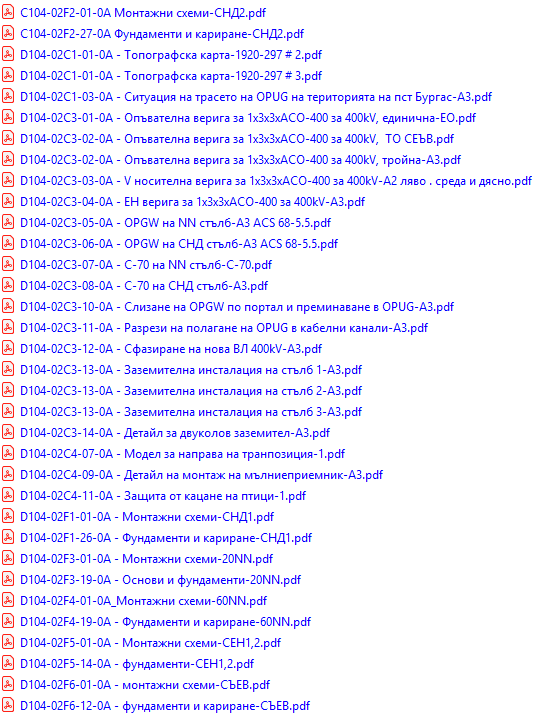 C104-02F2-01-0A Монтажни схеми-СНД2.pdf
C104-02F2-27-0A Фундаменти и кариране-СНД2.pdf
D104-02C1-01-0A - Топографска карта-1920-297 # 2.pdf
D104-02C1-01-0A - Топографска карта-1920-297 # 3.pdf
D104-02C1-03-0A - Ситуация на трасето на OPUG на територията на пст Бургас-А3.pdf
D104-02C3-01-0A - Опъвателна верига за 1x3x3xACO-400 за 400kV, единична-ЕО.pdf
D104-02C3-02-0A - Опъвателна верига за 1x3x3xACO-400 за 400kV,  ТО СЕЪВ.pdf
D104-02C3-02-0A - Опъвателна верига за 1x3x3xACO-400 за 400kV, тройна-А3.pdf
D104-02C3-03-0A - V носителна верига за 1x3x3xACO-400 за 400kV-А2 ляво . среда и дясно.pdf
D104-02C3-04-0A - ЕН верига за 1x3x3xACO-400 за 400kV-А3.pdf
D104-02C3-05-0A - OPGW на NN стълб-А3 ACS 68-5.5.pdf
D104-02C3-06-0A - OPGW на СНД стълб-А3 ACS 68-5.5.pdf
D104-02C3-07-0A - С-70 на NN стълб-С-70.pdf
D104-02C3-08-0A - С-70 на СНД стълб-А3.pdf
D104-02C3-10-0A - Слизане на OPGW по портал и преминаване в OPUG-А3.pdf
D104-02C3-11-0A - Разрези на полагане на OPUG в кабелни канали-А3.pdf
D104-02C3-12-0A - Сфазиране на нова ВЛ 400kV-А3.pdf
D104-02C3-13-0A - Заземителна инсталация на стълб 1-А3.pdf
D104-02C3-13-0A - Заземителна инсталация на стълб 2-А3.pdf
D104-02C3-13-0A - Заземителна инсталация на стълб 3-А3.pdf
D104-02C3-14-0A - Детайл за двуколов заземител-А3.pdf
D104-02C4-07-0A - Модел за направа на транпозиция-1.pdf
D104-02C4-09-0A - Детайл на монтаж на мълниеприемник-А3.pdf
D104-02C4-11-0A - Защита от кацане на птици-1.pdf
D104-02F1-01-0A - Монтажни схеми-СНД1.pdf
D104-02F1-26-0A - Фундаменти и кариране-СНД1.pdf
D104-02F3-01-0A - Монтажни схеми-20NN.pdf
D104-02F3-19-0A - Основи и фундаменти-20NN.pdf
D104-02F4-01-0A_Монтажни схеми-60NN.pdf
D104-02F4-19-0A - Фундаменти и кариране-60NN.pdf
D104-02F5-01-0A - Монтажни схеми-СЕН1,2.pdf
D104-02F5-14-0A - фундаменти-СЕН1,2.pdf
D104-02F6-01-0A - монтажни схеми-СЪЕВ.pdf
D104-02F6-12-0A - фундаменти и кариране-СЪЕВ.pdf